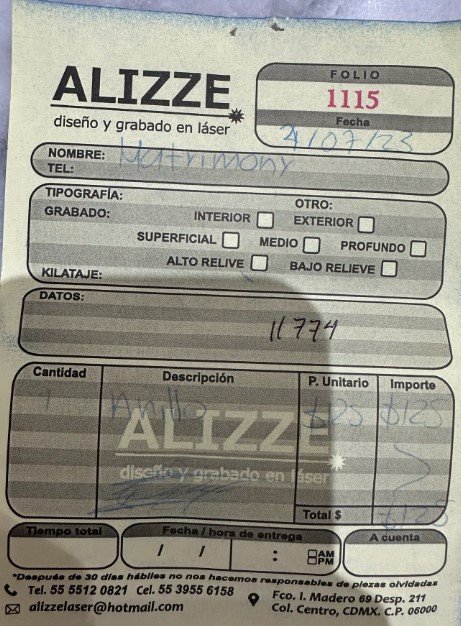 ALIZZE
diseño y grabado en láser
FOLIO
1115
Fecha
4/07/23
NOMBRE: Matrimony
TEL:
TIPOGRAFÍA:
OTRO:
GRABADO: INTERIOR EXTERIOR
SUPERFICIAL MEDIO PROFUNDO
ALTO RELIVE BAJO RELIEVE
KILATAJE:
DATOS:
11774
Cantidad Descripción P. Unitario Importe
1 Anillo $125 $125
ALIZZE
diseño y grabado en láser
Total $ $125
Tiempo total Fecha / hora de entrega A cuenta
/ / : AM
PM
*Después de 30 días hábiles no nos hacemos responsables de piezas olvidadas
Tel. 55 5512 0821 Cel. 55 3955 6158
alizzelaser@hotmail.com
Fco. I. Madero 69 Desp. 211
Col. Centro, CDMX. C.P. 06000